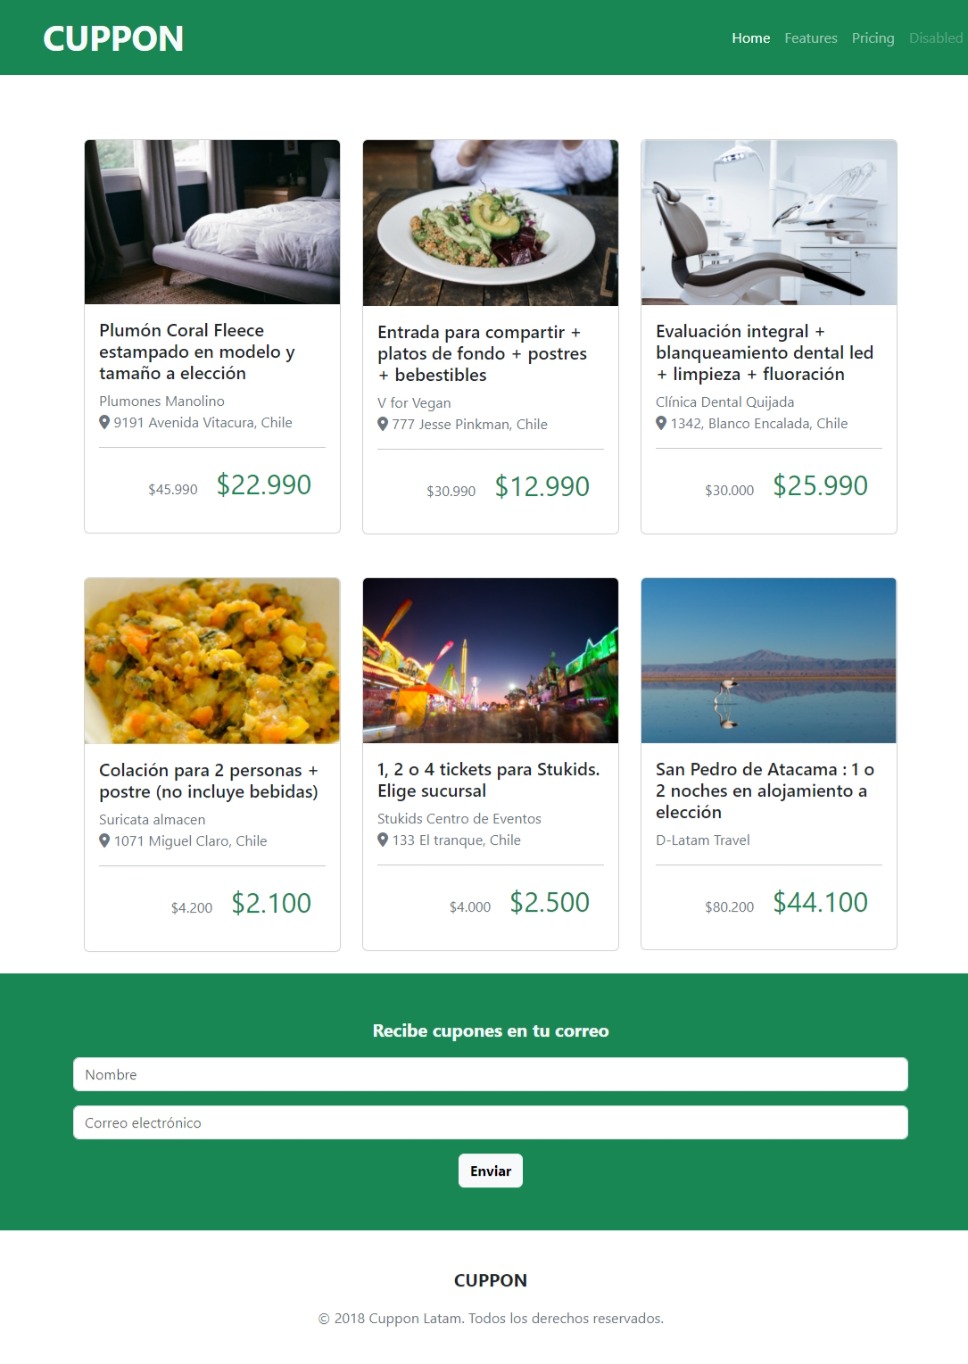 CUPPON
Home Features Pricing Disabled
Plumón Coral Fleece
estampado en modelo y
tamaño a elección
Plumones Manolino
9191 Avenida Vitacura, Chile
$45.990 $22.990
Entrada para compartir +
platos de fondo + postres
+ bebestibles
V for Vegan
777 Jesse Pinkman, Chile
$30.990 $12.990
Evaluación integral +
blanqueamiento dental led
+ limpieza + fluoración
Clínica Dental Quijada
1342, Blanco Encalada, Chile
$30.000 $25.990
Colación para 2 personas +
postre (no incluye bebidas)
Suricata almacen
1071 Miguel Claro, Chile
$4.200 $2.100
1, 2 o 4 tickets para Stukids.
Elige sucursal
Stukids Centro de Eventos
133 El tranque, Chile
$4.000 $2.500
San Pedro de Atacama : 1 o
2 noches en alojamiento a
elección
D-Latam Travel
$80.200 $44.100
Recibe cupones en tu correo
Nombre
Correo electrónico
Enviar
CUPPON
© 2018 Cuppon Latam. Todos los derechos reservados.